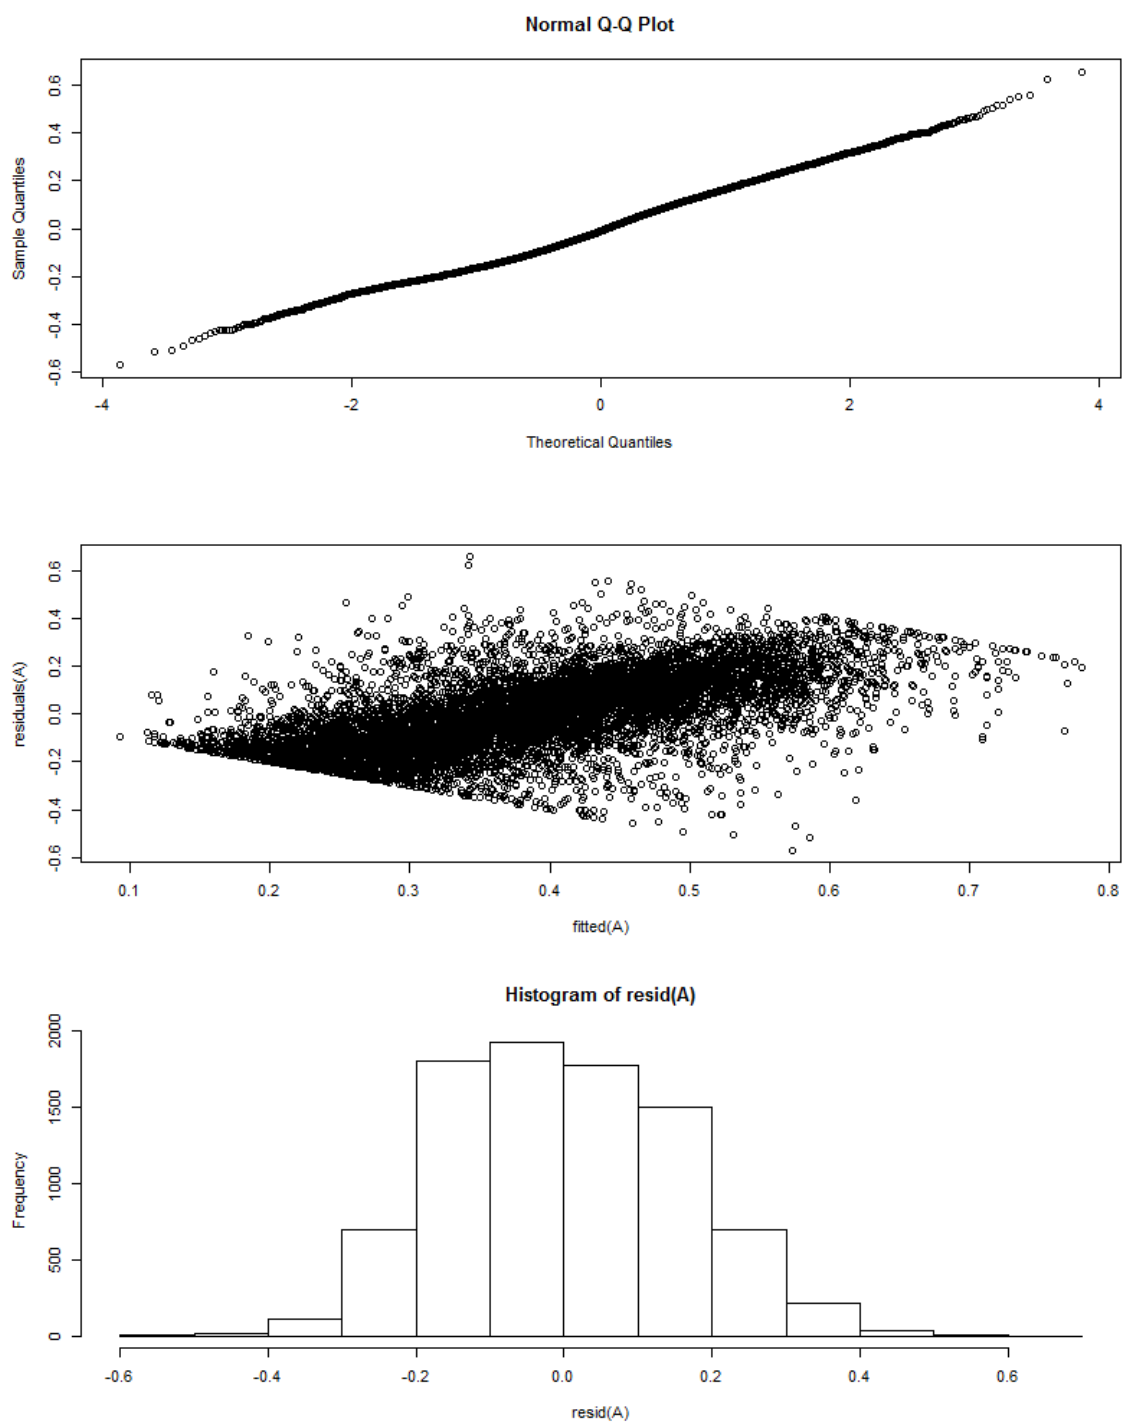 Normal Q-Q Plot
0.6
0.4
0.2
0.0
-0.2
-0.4
-0.6
Sample Quantiles
-4 -2 0 2 4
Theoretical Quantiles
0.6
0.4
0.2
0.0
-0.2
-0.4
-0.6
residuals(A)
0.1 0.2 0.3 0.4 0.5 0.6 0.7 0.8
fitted(A)
Histogram of resid(A)
2000
1500
1000
500
0
Frequency
-0.6 -0.4 -0.2 0.0 0.2 0.4 0.6
resid(A)